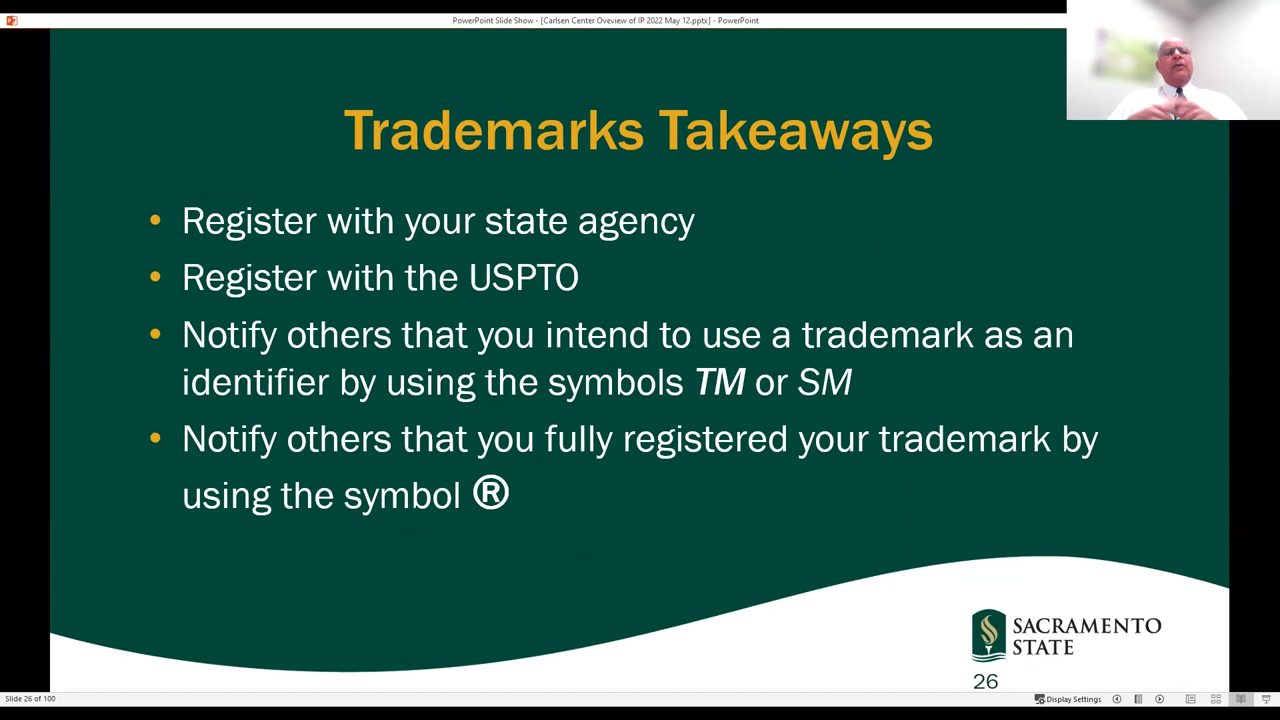 PowerPoint Slide Show - [Carlsen Center Oveview of IP 2022 May 12.pptx] - PowerPoint
Trademarks Takeaways
• Register with your state agency
• Register with the USPTO
• Notify others that you intend to use a trademark as an
identifier by using the symbols TM or SM
• Notify others that you fully registered your trademark by
using the symbol ®
SACRAMENTO
STATE
26
Slide 26 of 100
Display Settings